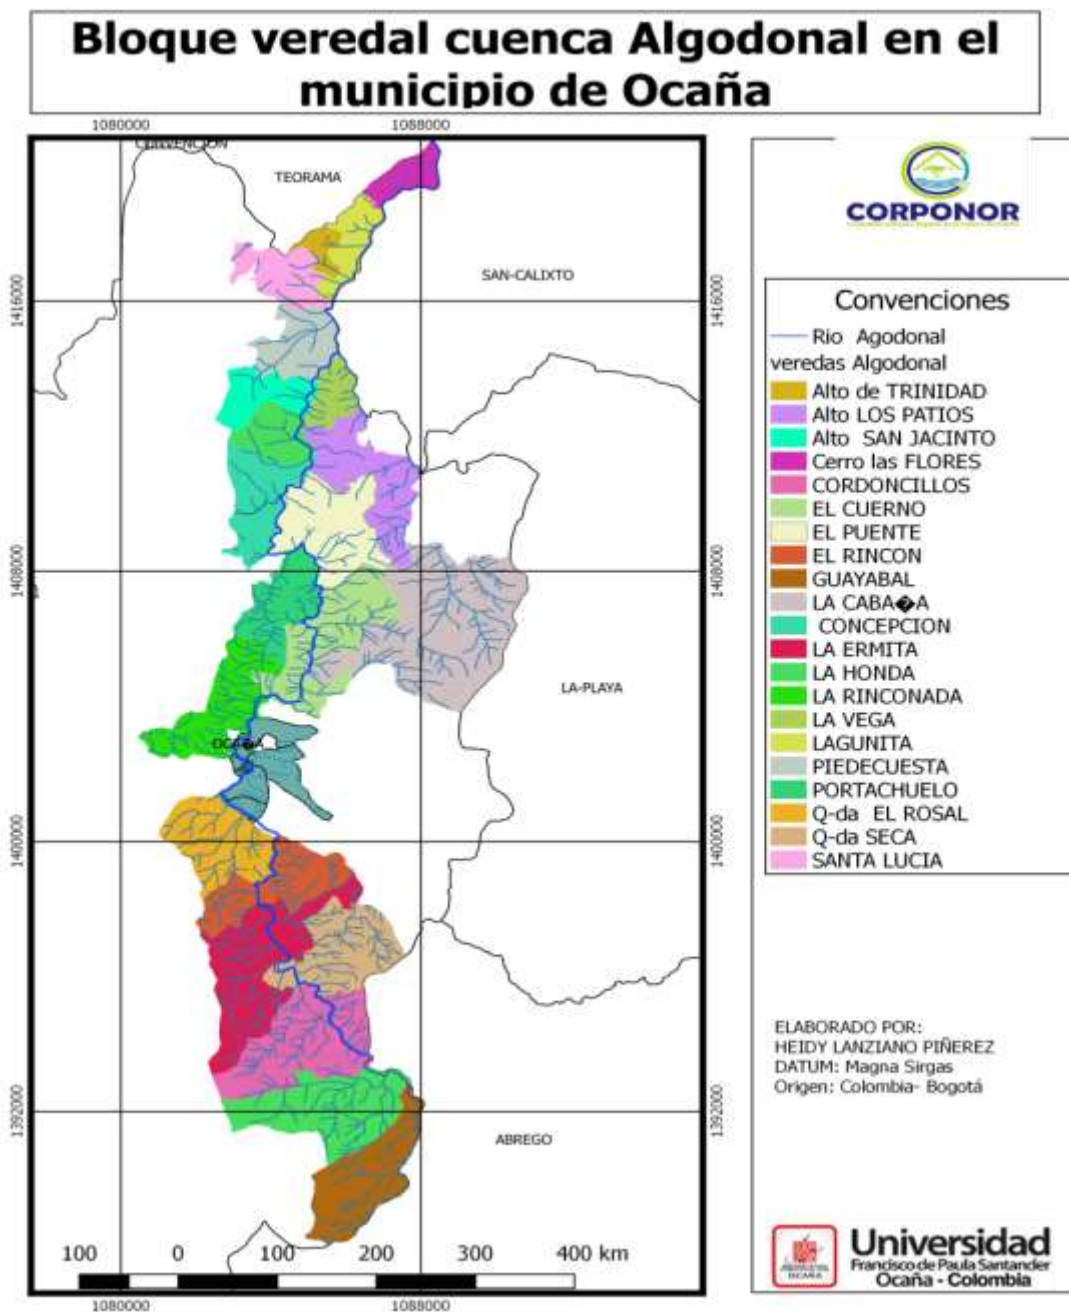 Bloque veredal cuenca Algodonal en el
municipio de Ocaña
1080000
1088000
CONVENCION
TEORAMA
SAN-CALIXTO
1416000
1416000
1408000
1408000
LA-PLAYA
OCA�A
1400000
1400000
1392000
1392000
ABREGO
100 0 100 200 300 400 km
1080000
1088000
CORPONOR
Convenciones
Rio Agodonal
veredas Algodonal
Alto de TRINIDAD
Alto LOS PATIOS
Alto SAN JACINTO
Cerro las FLORES
CORDONCILLOS
EL CUERNO
EL PUENTE
EL RINCON
GUAYABAL
LA CABA�A
CONCEPCION
LA ERMITA
LA HONDA
LA RINCONADA
LA VEGA
LAGUNITA
PIEDECUESTA
PORTACHUELO
Q-da EL ROSAL
Q-da SECA
SANTA LUCIA
ELABORADO POR:
HEIDY LANZIANO PIÑEREZ
DATUM: Magna Sirgas
Origen: Colombia- Bogotá
Universidad
Francisco de Paula Santander
Ocaña - Colombia